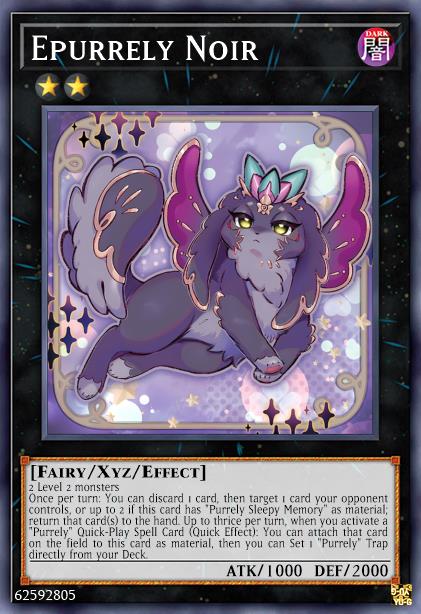 Epurrely Noir
DARK
闇
[Fairy/Xyz/Effect]
2 Level 2 monsters
Once per turn: You can discard 1 card, then target 1 card your opponent
controls, or up to 2 if this card has "Purrely Sleepy Memory" as material;
return that card(s) to the hand. Up to thrice per turn, when you activate a
"Purrely" Quick-Play Spell Card (Quick Effect): You can attach that card
on the field to this card as material, then you can Set 1 "Purrely" Trap
directly from your Deck.
ATK/1000 DEF/2000
62592805